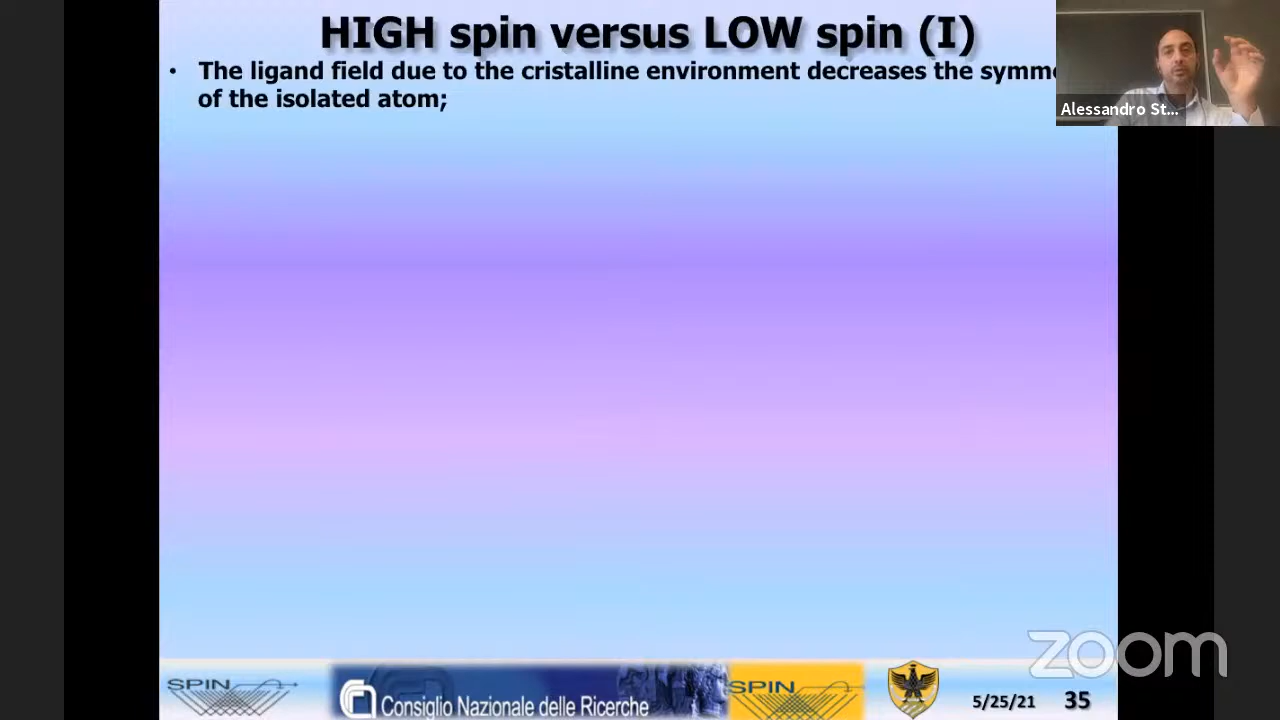 HIGH spin versus LOW spin (I)
• The ligand field due to the cristalline environment decreases the
of the isolated atom;
Alessandro St...
zoom
SPIN
Consiglio Nazionale delle Ricerche
SPIN
5/25/21
35